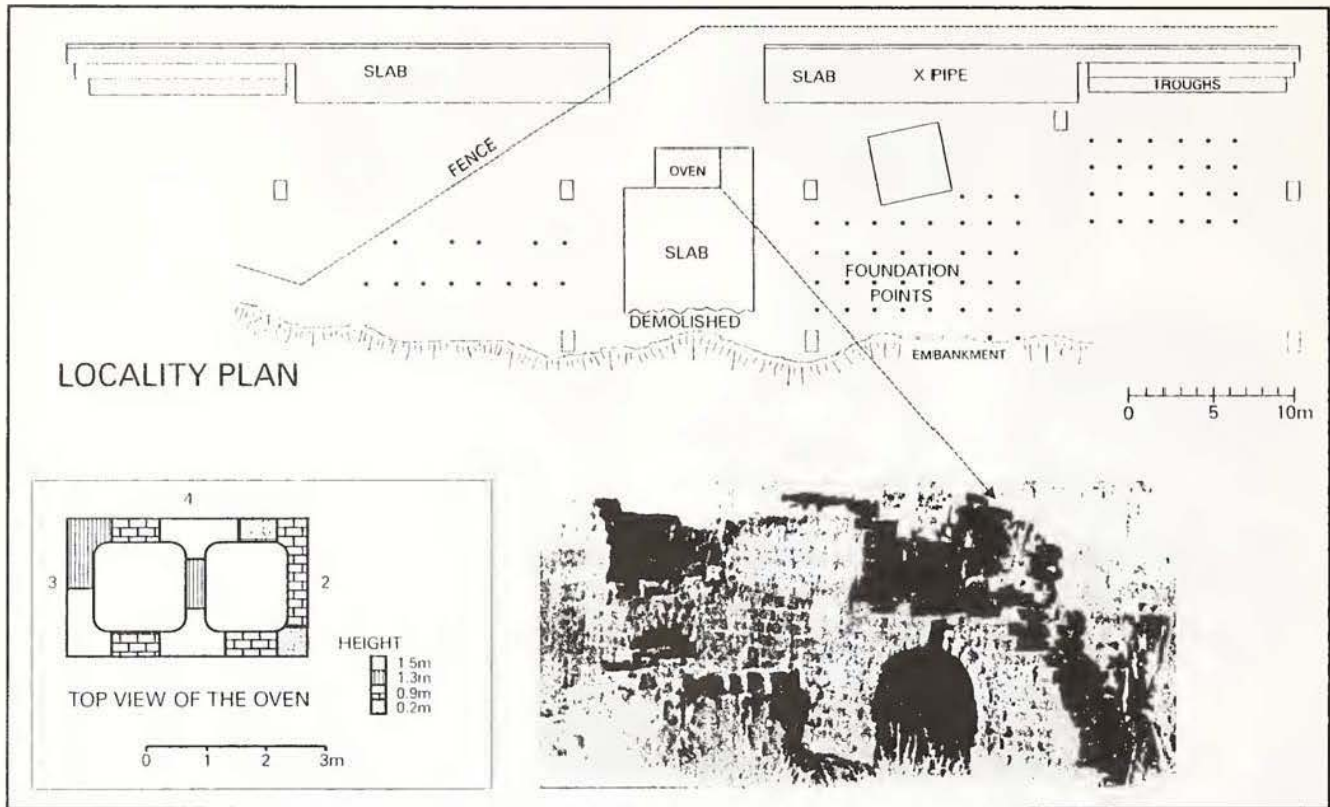 SLAB
SLAB X PIPE
TROUGHS
FENCE
OVEN
SLAB
FOUNDATION
POINTS
DEMOLISHED
EMBANKMENT
LOCALITY PLAN
0 5 10m
4
3
2
HEIGHT
1.5m
1.3m
0.9m
0.2m
TOP VIEW OF THE OVEN
0 1 2 3m